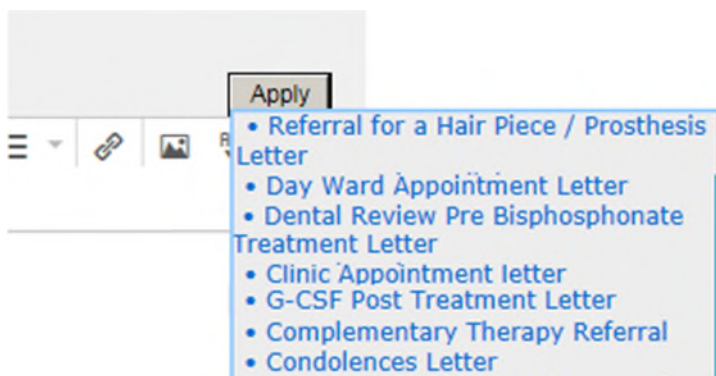 Apply
• Referral for a Hair Piece / Prosthesis
Letter
• Day Ward Appointment Letter
• Dental Review Pre Bisphosphonate
Treatment Letter
• Clinic Appointment letter
• G-CSF Post Treatment Letter
• Complementary Therapy Referral
• Condolences Letter